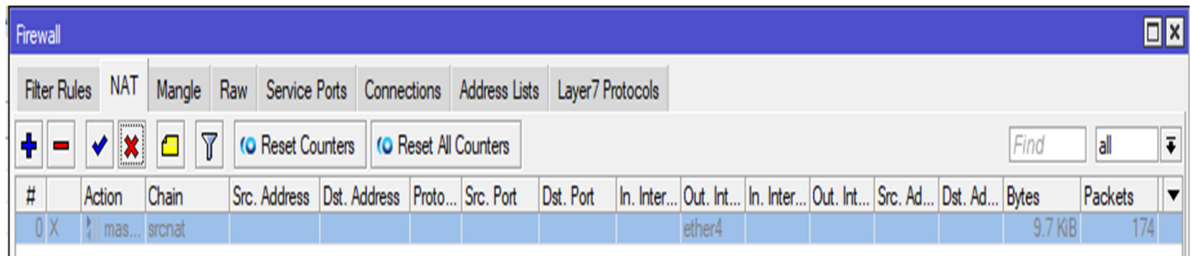 Firewall
Filter Rules NAT Mangle Raw Service Ports Connections Address Lists Layer7 Protocols
Reset Counters Reset All Counters Find all
# Action Chain Src. Address Dst. Address Proto... Src. Port Dst. Port In. Inter... Out. Int... In. Inter... Out. Int... Src. Ad... Dst. Ad... Bytes Packets
0 X mas... srcnat ether4 9.7 KiB 174